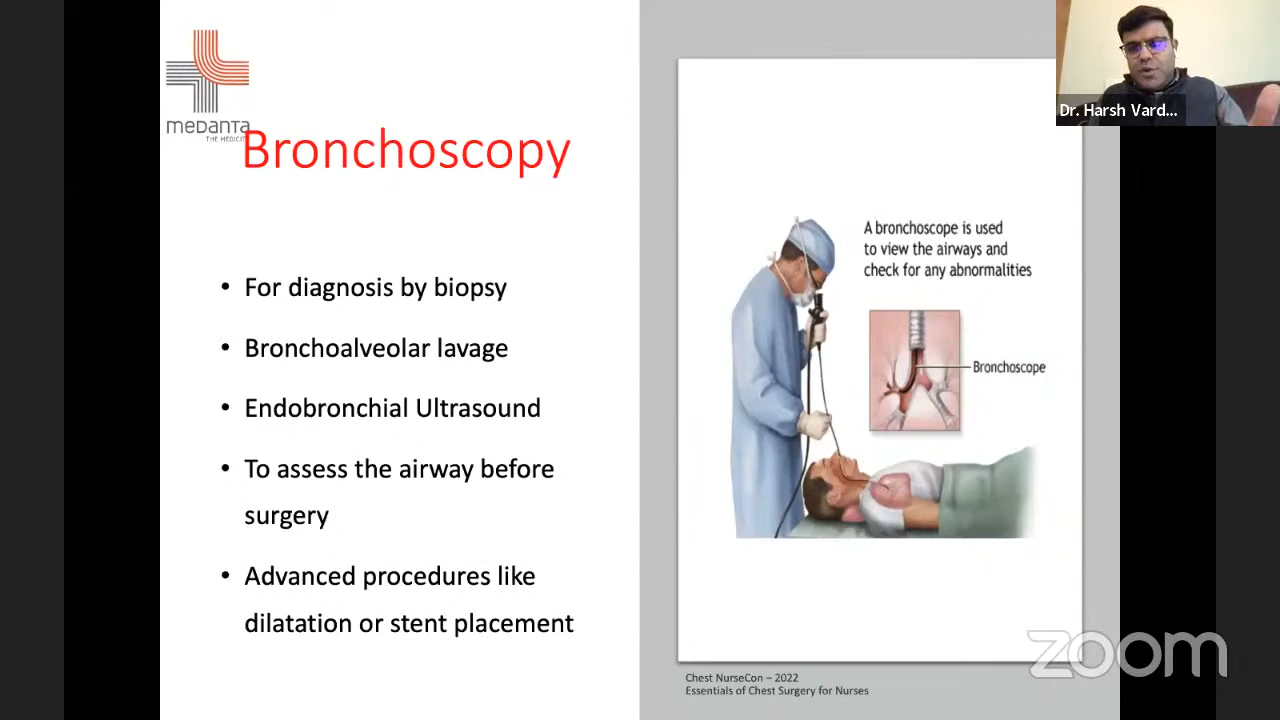 medanta
THE MEDICI
Bronchoscopy
• For diagnosis by biopsy
• Bronchoalveolar lavage
• Endobronchial Ultrasound
• To assess the airway before
surgery
• Advanced procedures like
dilatation or stent placement
A bronchoscope is used
to view the airways and
check for any abnormalities
Bronchoscope
Chest NurseCon – 2022
Essentials of Chest Surgery for Nurses
Dr. Harsh Vard...
zoom